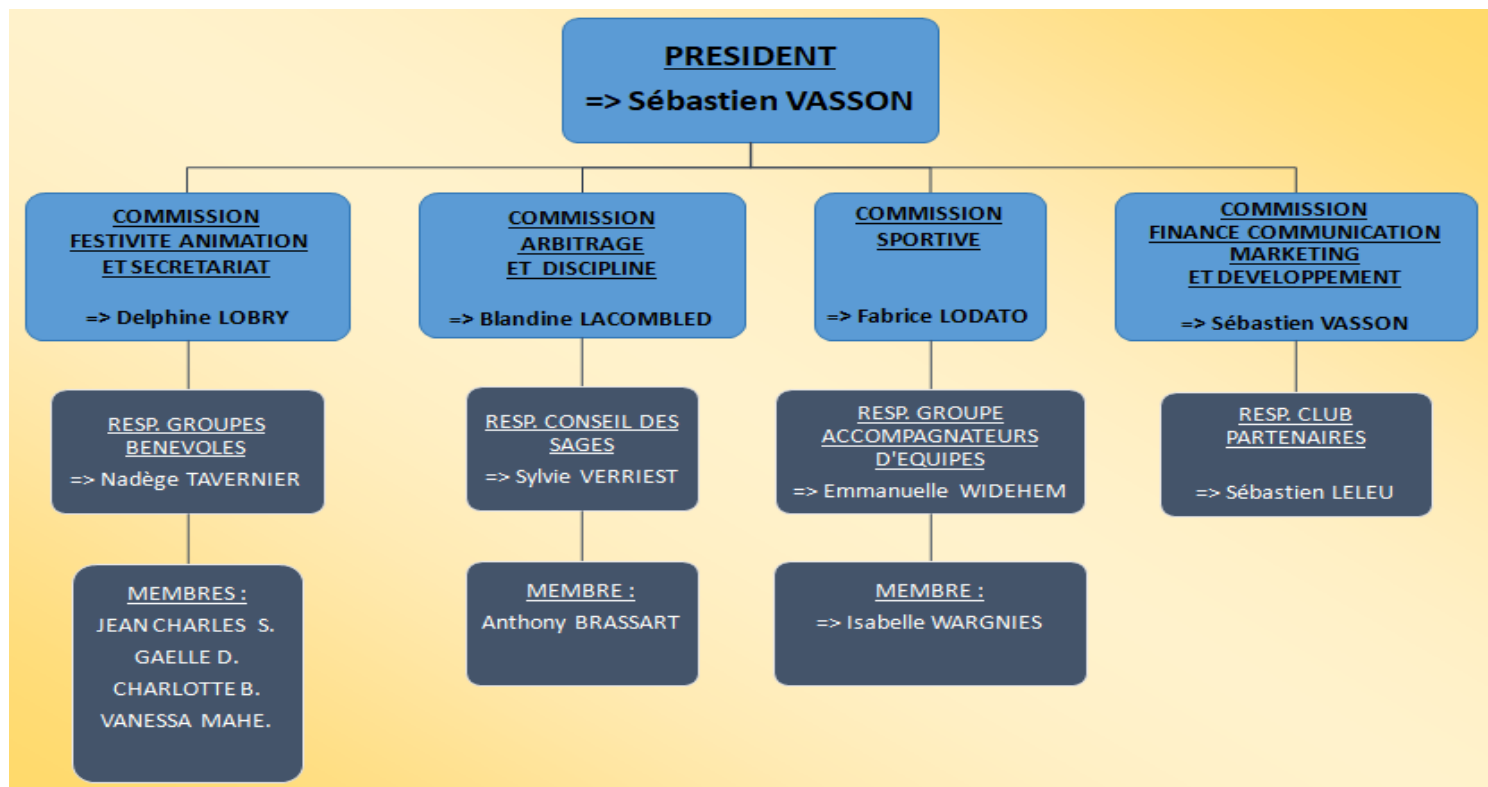 PRESIDENT
=> Sébastien VASSON
COMMISSION
FESTIVITE ANIMATION
ET SECRETARIAT
=> Delphine LOBRY
COMMISSION
ARBITRAGE
ET DISCIPLINE
=> Blandine LACOMBLED
COMMISSION
SPORTIVE
=> Fabrice LODATO
COMMISSION
FINANCE COMMUNICATION
MARKETING
ET DEVELOPPEMENT
=> Sébastien VASSON
RESP. GROUPES
BENEVOLES
=> Nadège TAVERNIER
RESP. CONSEIL DES
SAGES
=> Sylvie VERRIEST
RESP. GROUPE
ACCOMPAGNATEURS
D'EQUIPES
=> Emmanuelle WIDEHEM
RESP. CLUB
PARTENAIRES
=> Sébastien LELEU
MEMBRES :
JEAN CHARLES S.
GAELLE D.
CHARLOTTE B.
VANESSA MAHE.
MEMBRE :
Anthony BRASSART
MEMBRE :
=> Isabelle WARGNIES